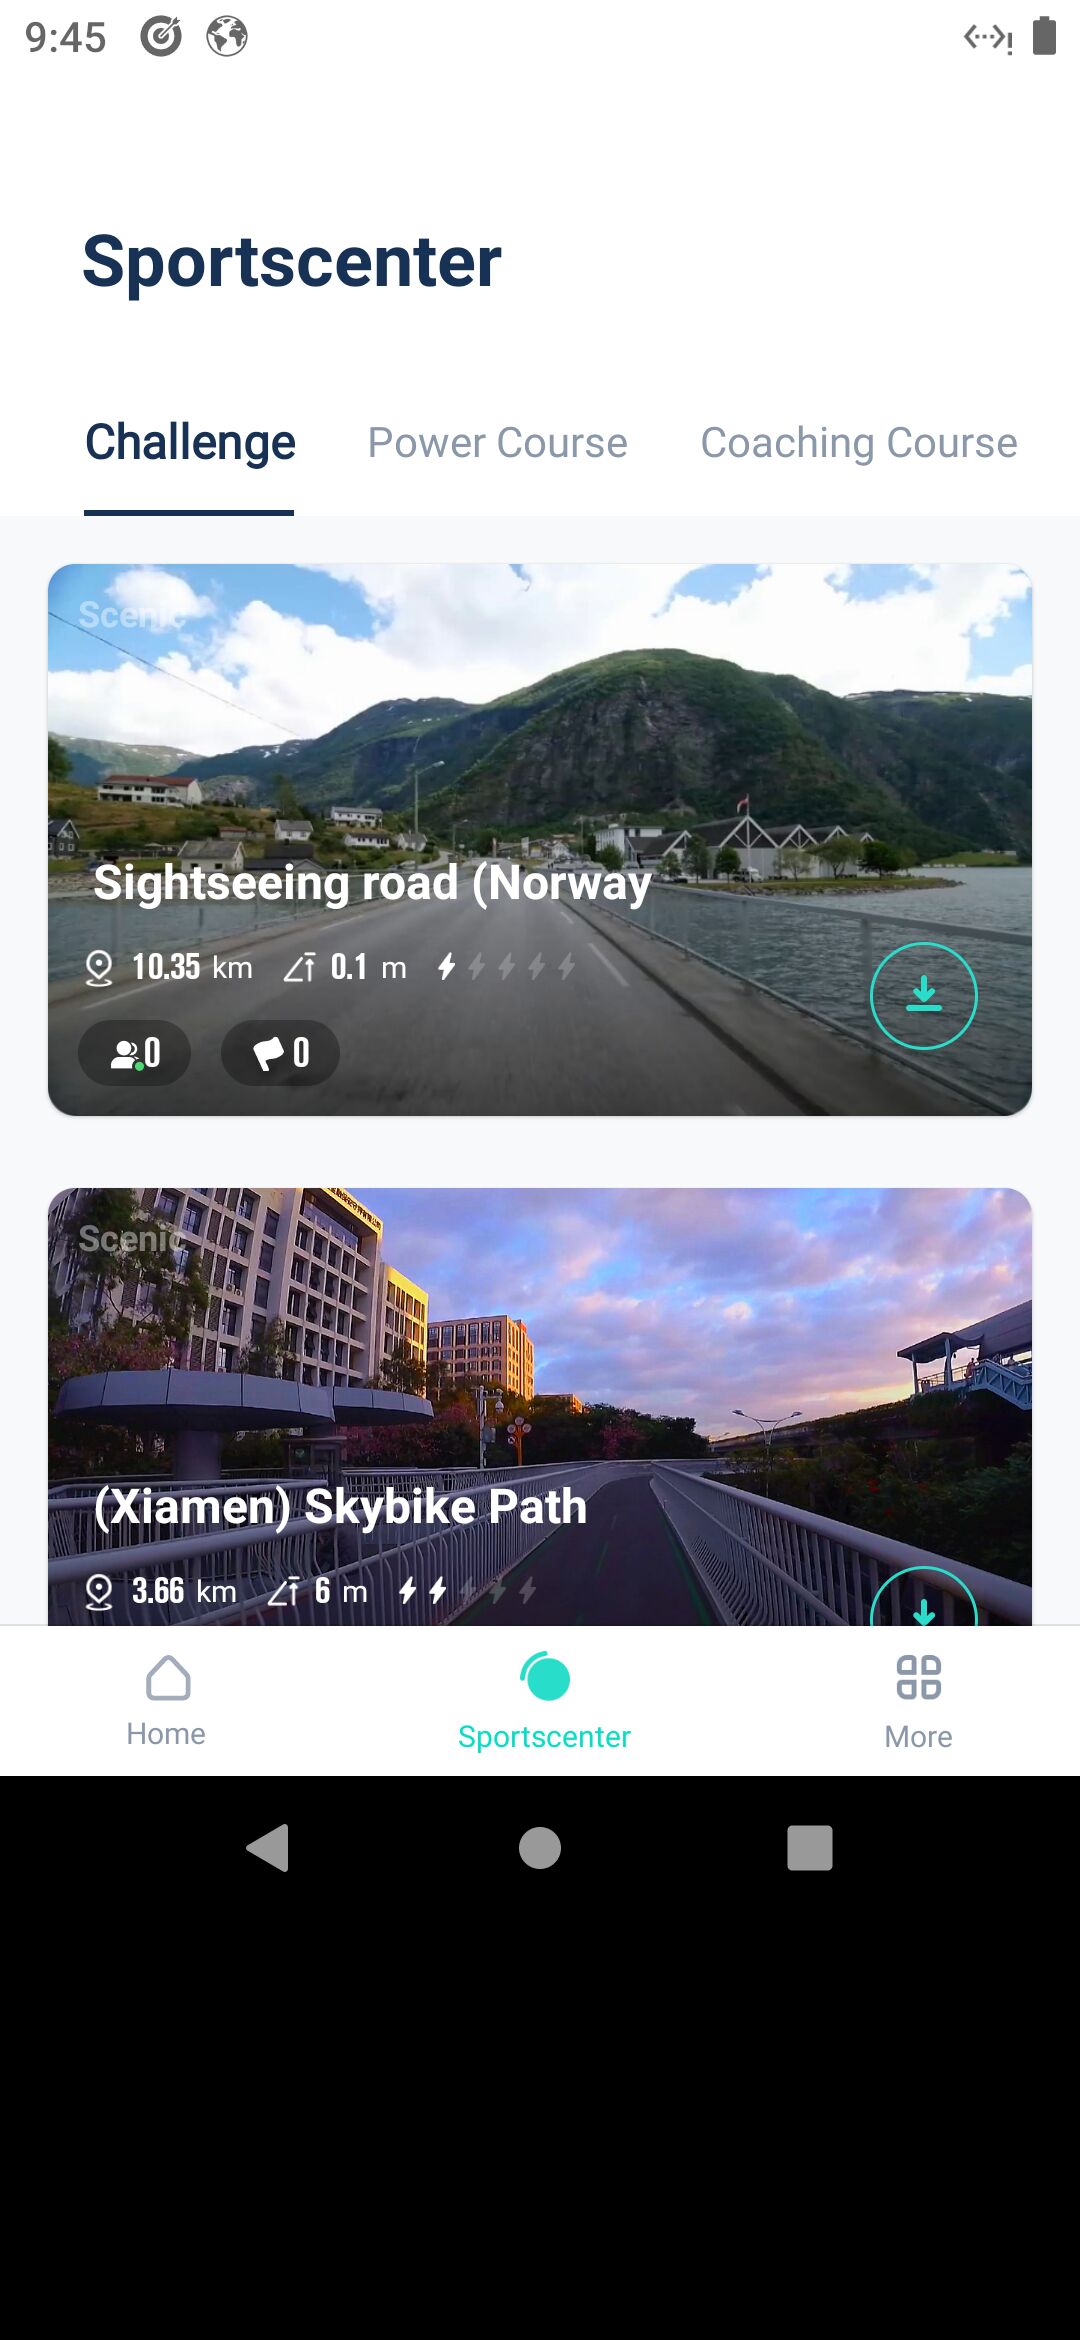 9:45
Sportscenter
Challenge Power Course Coaching Course
Scenic
Sightseeing road (Norway
10.35 km 0.1 m
0 0
Scenic
(Xiamen) Skybike Path
3.66 km 6 m
Home Sportscenter More